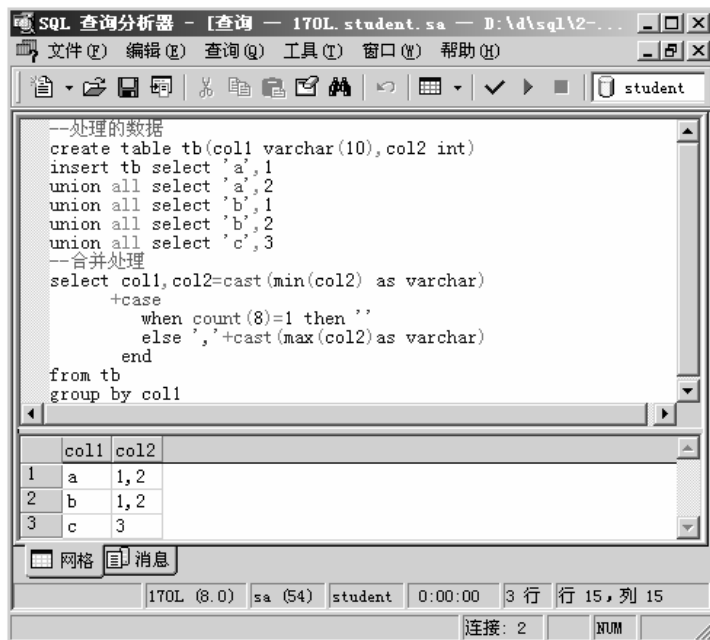 SQL 查询分析器 - [查询 — 170L.student.sa — D:\d\sql\2-...
文件(F) 编辑(E) 查询(Q) 工具(T) 窗口(W) 帮助(H)
student
--处理的数据
create table tb(col1 varchar(10),col2 int)
insert tb select 'a',1
union all select 'a',2
union all select 'b',1
union all select 'b',2
union all select 'c',3
--合并处理
select col1,col2=cast(min(col2) as varchar)
+case
when count(8)=1 then ''
else ','+cast(max(col2)as varchar)
end
from tb
group by col1
col1 col2
1 a 1,2
2 b 1,2
3 c 3
网格 消息
170L (8.0) sa (54) student 0:00:00 3 行 行 15,列 15
连接: 2 NUM